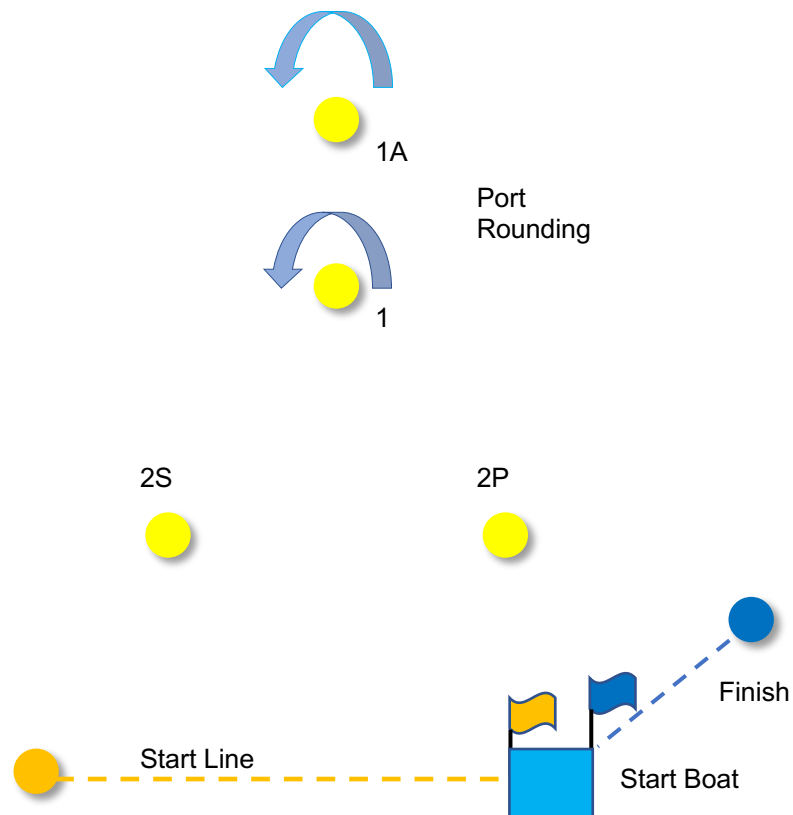 1A
Port
Rounding
1
2S
2P
Finish
Start Line
Start Boat